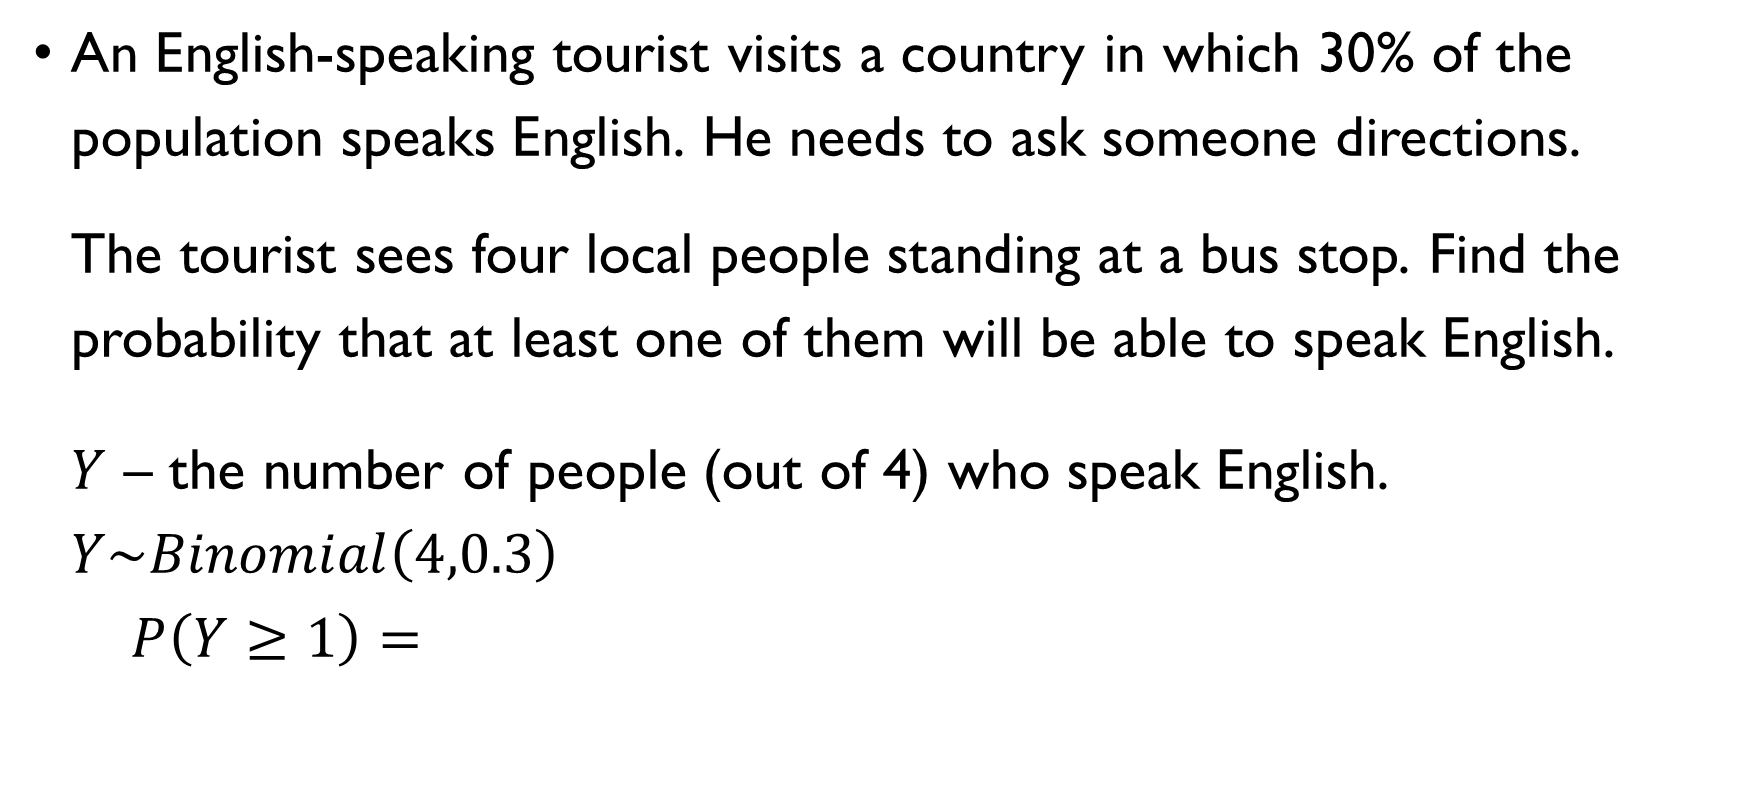 • An English-speaking tourist visits a country in which 30% of the
population speaks English. He needs to ask someone directions.
The tourist sees four local people standing at a bus stop. Find the
probability that at least one of them will be able to speak English.
Y – the number of people (out of 4) who speak English.
Y~Binomial(4,0.3)
P(Y ≥ 1) =